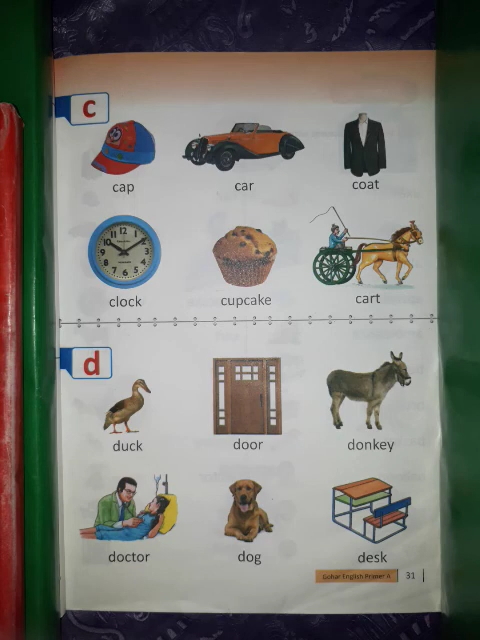 c
cap car coat
clock cupcake cart
d
duck door donkey
doctor dog desk
Gohar English Primer A 31